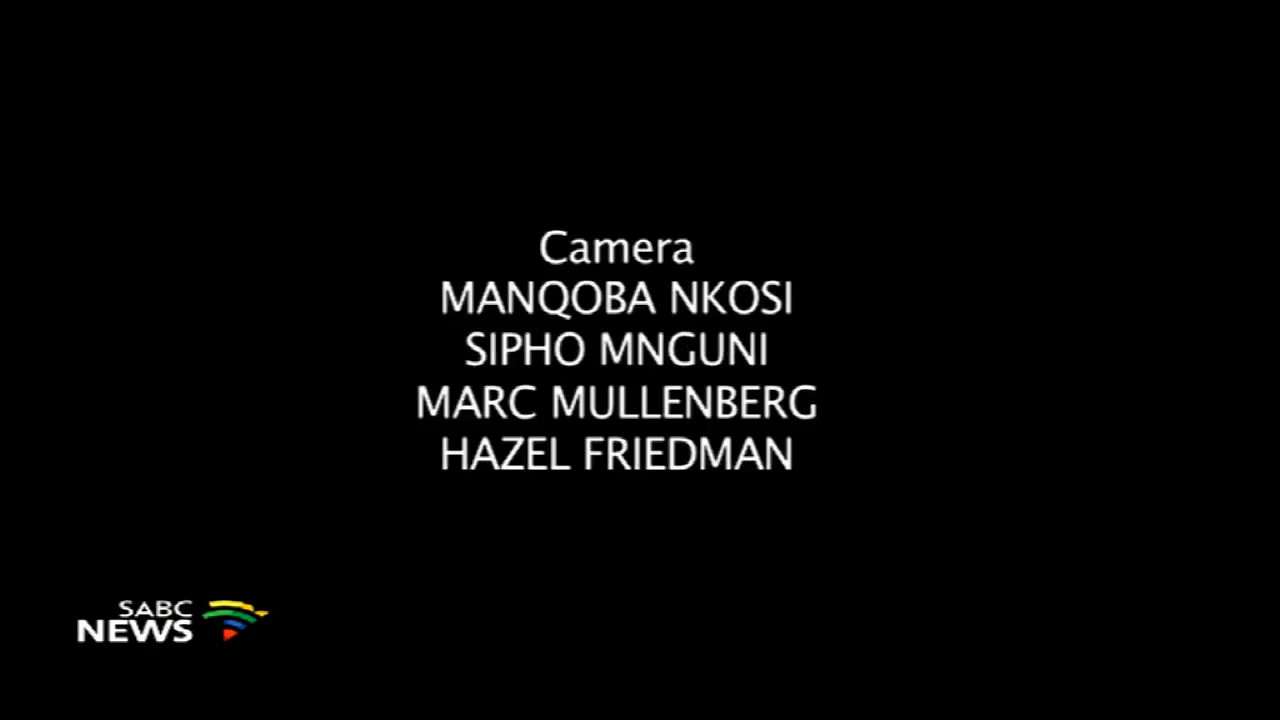 Camera
MANQOBA NKOSI
SIPHO MNGUNI
MARC MULLENBERG
HAZEL FRIEDMAN
SABC
NEWS